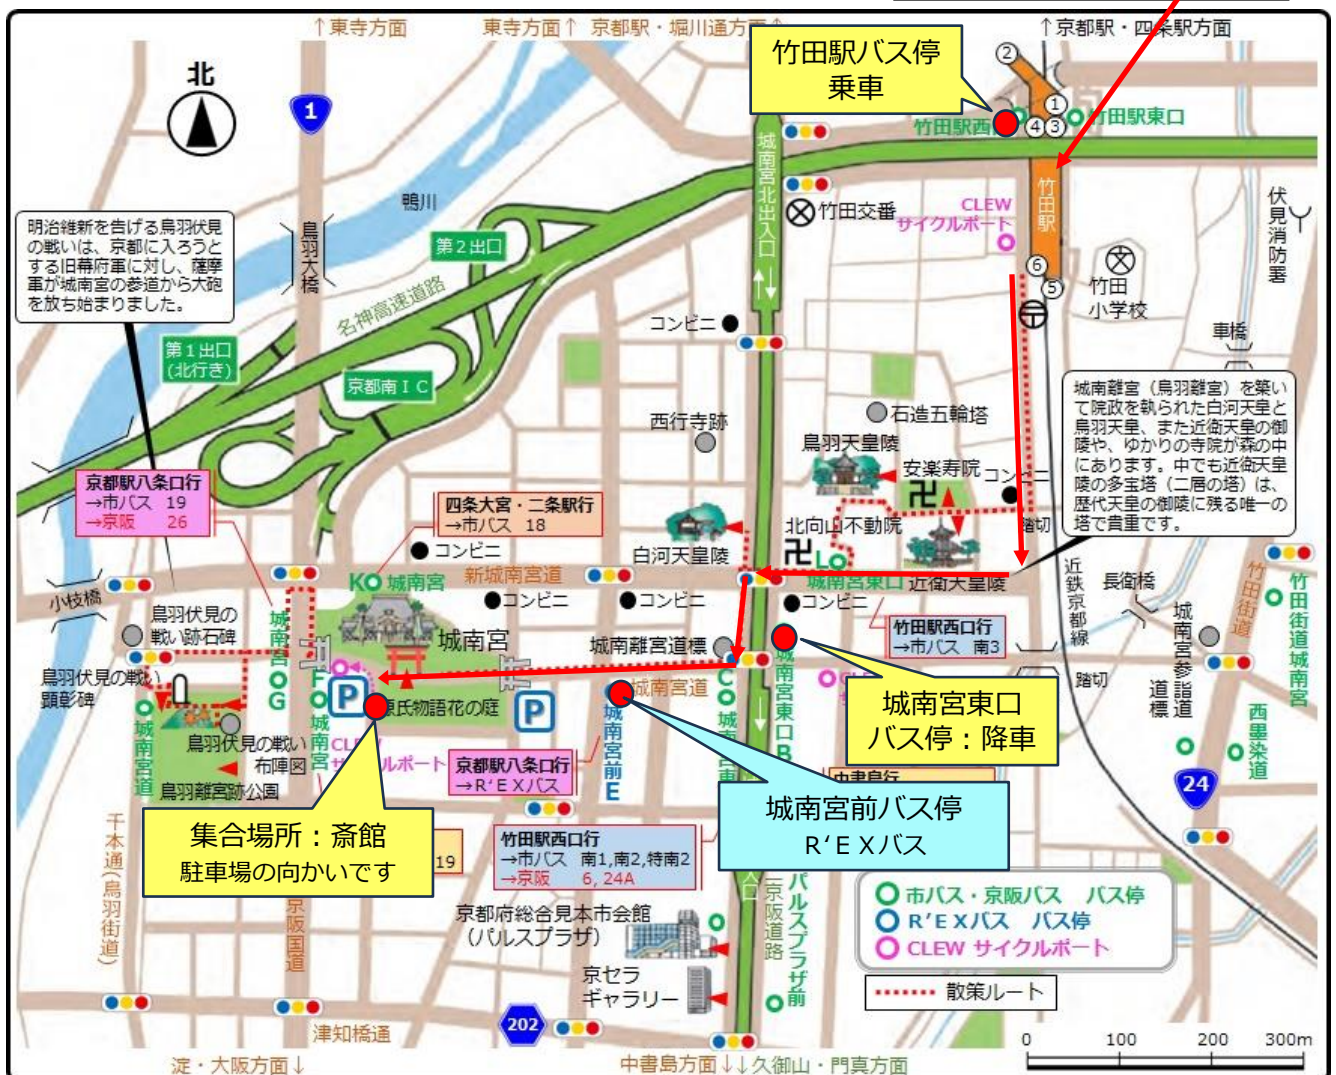 ↑東寺方面
東寺方面↑
京都駅・堀川通方面↑
↑京都駅・四条駅方面
北
1
竹田駅バス停
乗車
②
①
④
③
竹田駅西
竹田駅東口
城南宮北出入口
竹田駅
竹田交番
CLEW
サイクルポート
伏見消防署
鴨川
鳥羽大橋
第2出口
名神高速道路
第1出口
(北行き)
京都南IC
明治維新を告げる鳥羽伏見
の戦いは、京都に入ろうと
する旧幕府軍に対し、薩摩
軍が城南宮の参道から大砲
を放ち始まりました。
⑥
⑤
竹田
小学校
車橋
コンビニ
西行寺跡
石造五輪塔
鳥羽天皇陵
安楽寿院
コンビニ
城南離宮（鳥羽離宮）を築い
て院政を執られた白河天皇と
鳥羽天皇、また近衛天皇の御
陵や、ゆかりの寺院が森の中
にあります。中でも近衛天皇
陵の多宝塔（二層の塔）は、
歴代天皇の御陵に残る唯一の
塔で貴重です。
京都駅八条口行
→市バス 19
→京阪 26
四条大宮・二条駅行
→市バス 18
コンビニ
白河天皇陵
北向山不動院
踏切
K
城南宮
新城南宮道
L
城南宮東口
近衛天皇陵
近鉄京都線
長衛橋
竹田街道
竹田街道城南宮
小枝橋
鳥羽伏見の
戦い跡石碑
城南宮
G
コンビニ
コンビニ
コンビニ
城南宮
城南離宮道標
竹田駅西口行
→市バス 南3
城南宮参詣道
道標
踏切
鳥羽伏見の戦い
顕彰碑
F
城南宮
P
源氏物語花の庭
P
城南宮道
城南宮前
E
C
城南宮東
城南宮東口
B
城南宮東口
バス停：降車
西墨染道
24
城南宮道
鳥羽伏見の戦い
布陣図
鳥羽離宮跡公園
CLEW
サイクルポート
京都駅八条口行
→R'EXバス
中書島行
城南宮前バス停
R'EXバス
集合場所：斎館
駐車場の向かいです
19
竹田駅西口行
→市バス 南1,南2,特南2
→京阪 6, 24A
千本通(鳥羽街道)
京阪国道
京都府総合見本市会館
（パルスプラザ）
京セラ
ギャラリー
入口
京阪道路
パルスプラザ前
市バス・京阪バス バス停
R'EXバス バス停
CLEW サイクルポート
散策ルート
津知橋通
202
0 100 200 300m
淀・大阪方面↓
中書島方面↓
↓久御山・門真方面